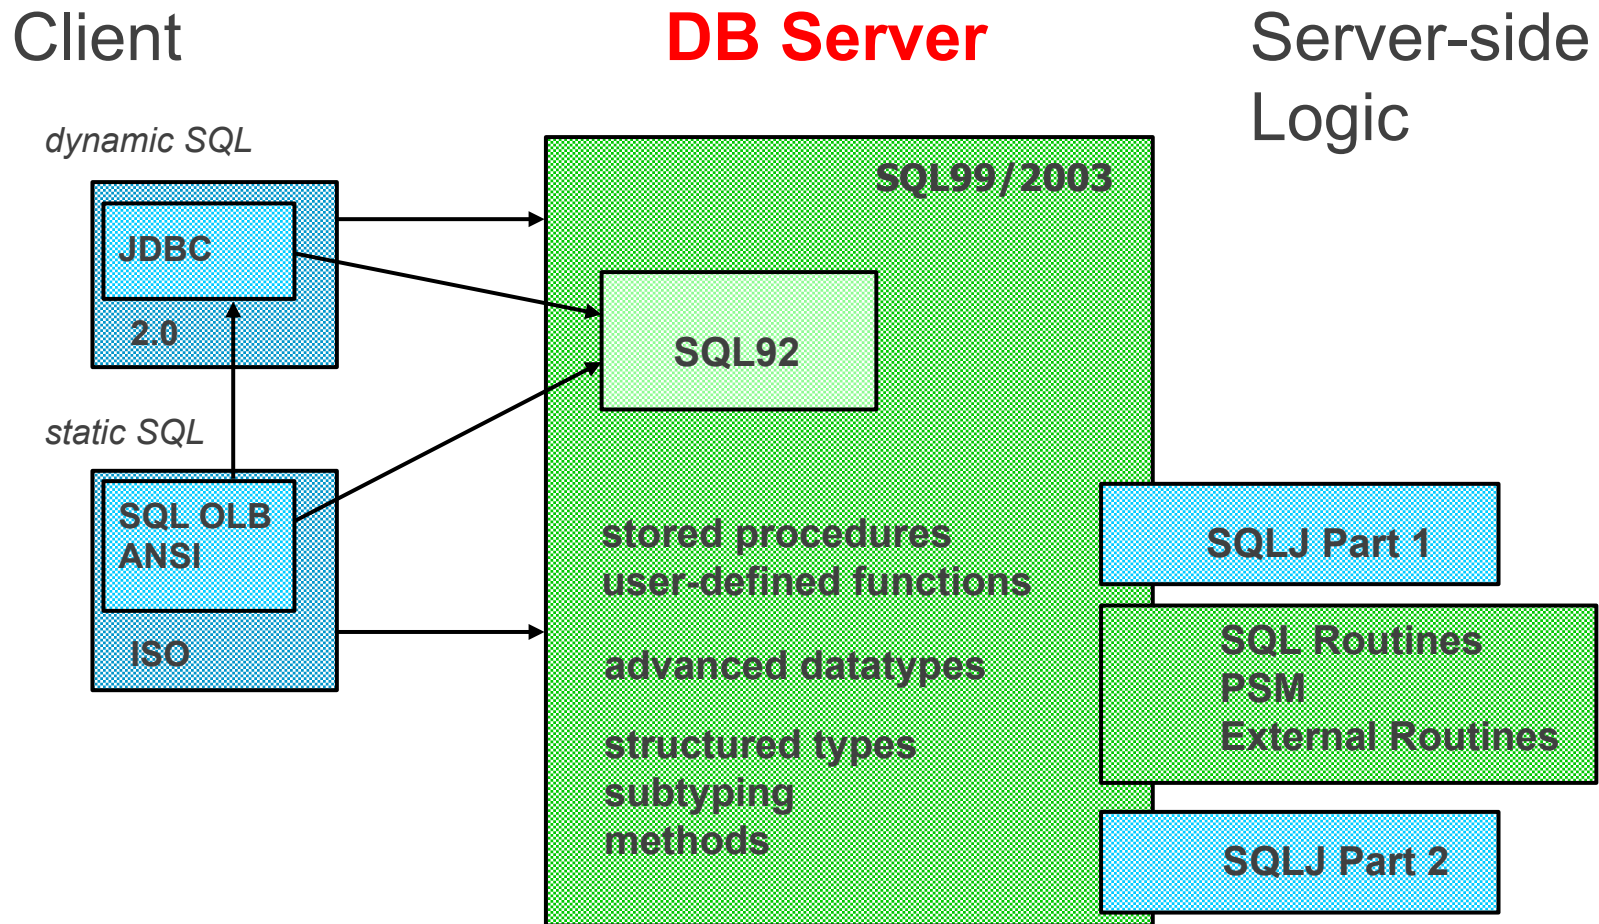 Client
DB Server
Server-side
Logic
dynamic SQL
JDBC
2.0
static SQL
SQL OLB
ANSI
ISO
SQL99/2003
SQL92
stored procedures
user-defined functions
advanced datatypes
structured types
subtyping
methods
SQLJ Part 1
SQL Routines
PSM
External Routines
SQLJ Part 2